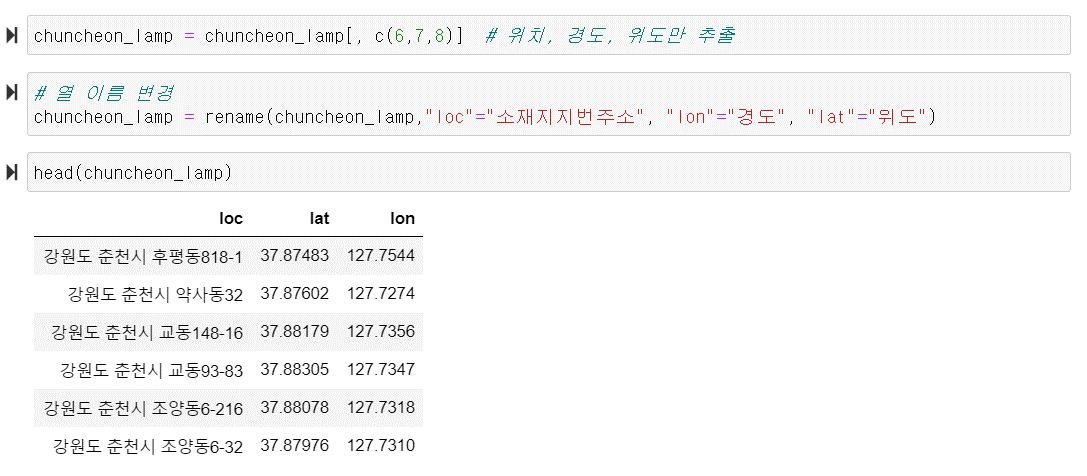 chuncheon_lamp = chuncheon_lamp[, c(6,7,8)]  # 위치, 경도, 위도만 추출
# 열 이름 변경
chuncheon_lamp = rename(chuncheon_lamp,"loc"="소재지지번주소", "lon"="경도", "lat"="위도")
head(chuncheon_lamp)
loc lat lon
강원도 춘천시 후평동818-1 37.87483 127.7544
강원도 춘천시 약사동32 37.87602 127.7274
강원도 춘천시 교동148-16 37.88179 127.7356
강원도 춘천시 교동93-83 37.88305 127.7347
강원도 춘천시 조양동6-216 37.88078 127.7318
강원도 춘천시 조양동6-32 37.87976 127.7310